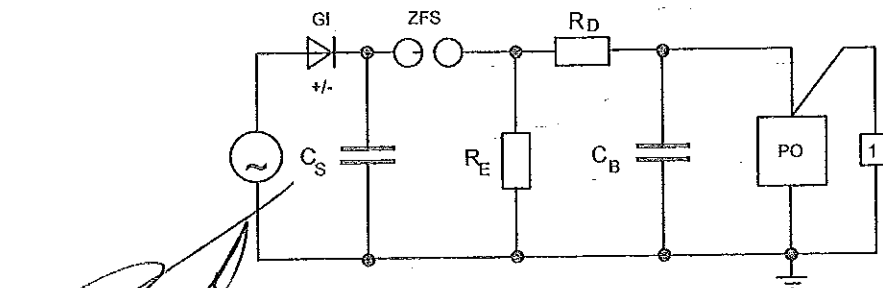 GI
ZFS
R_D
+/-
C_S
R_E
C_B
PO
1
~